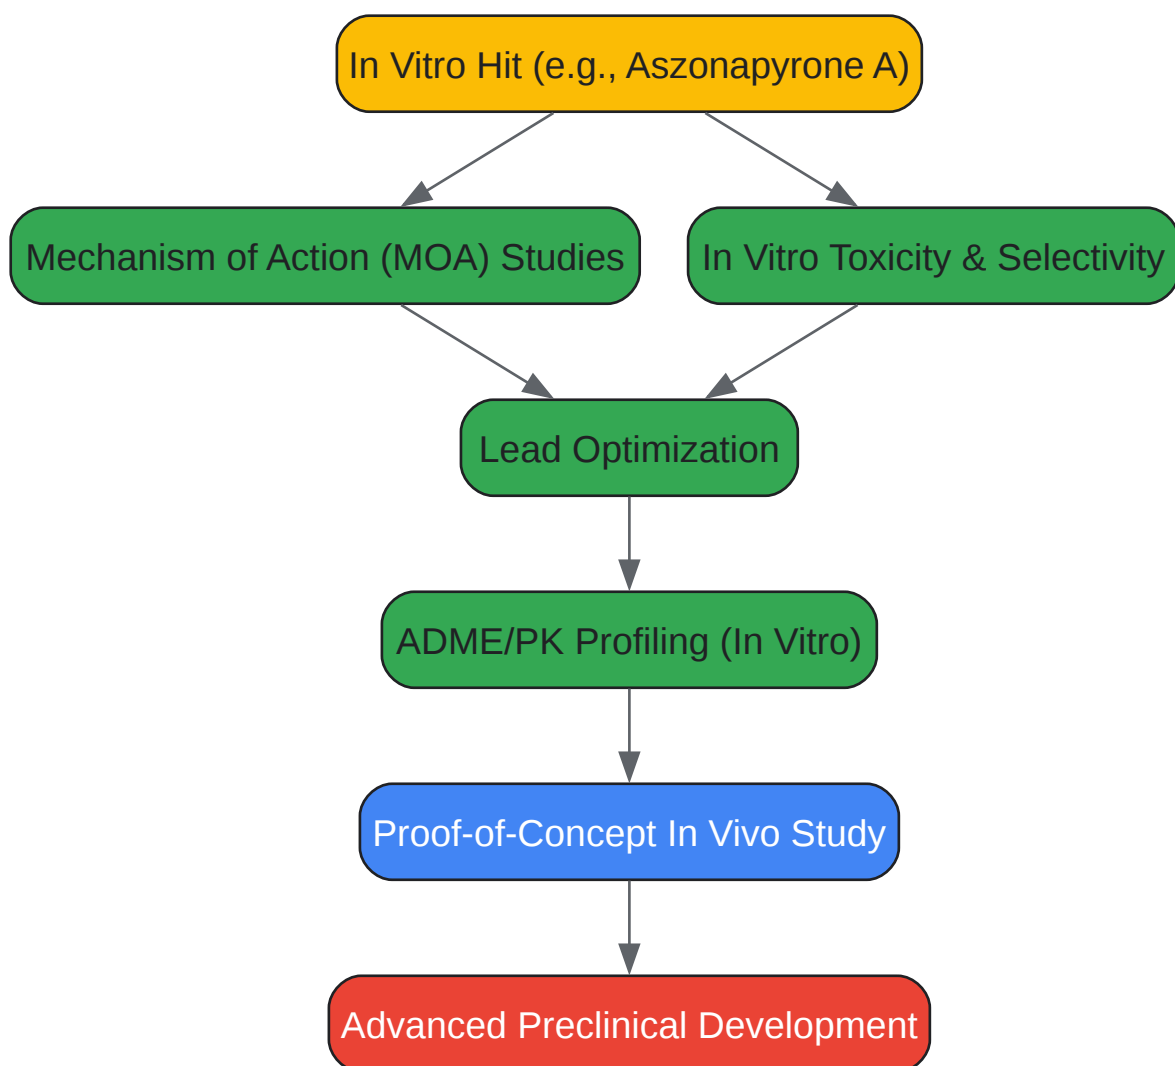 In Vitro Hit (e.g., Aszonapyrone A)
Mechanism of Action (MOA) Studies
In Vitro Toxicity & Selectivity
Lead Optimization
ADME/PK Profiling (In Vitro)
Proof-of-Concept In Vivo Study
Advanced Preclinical Development